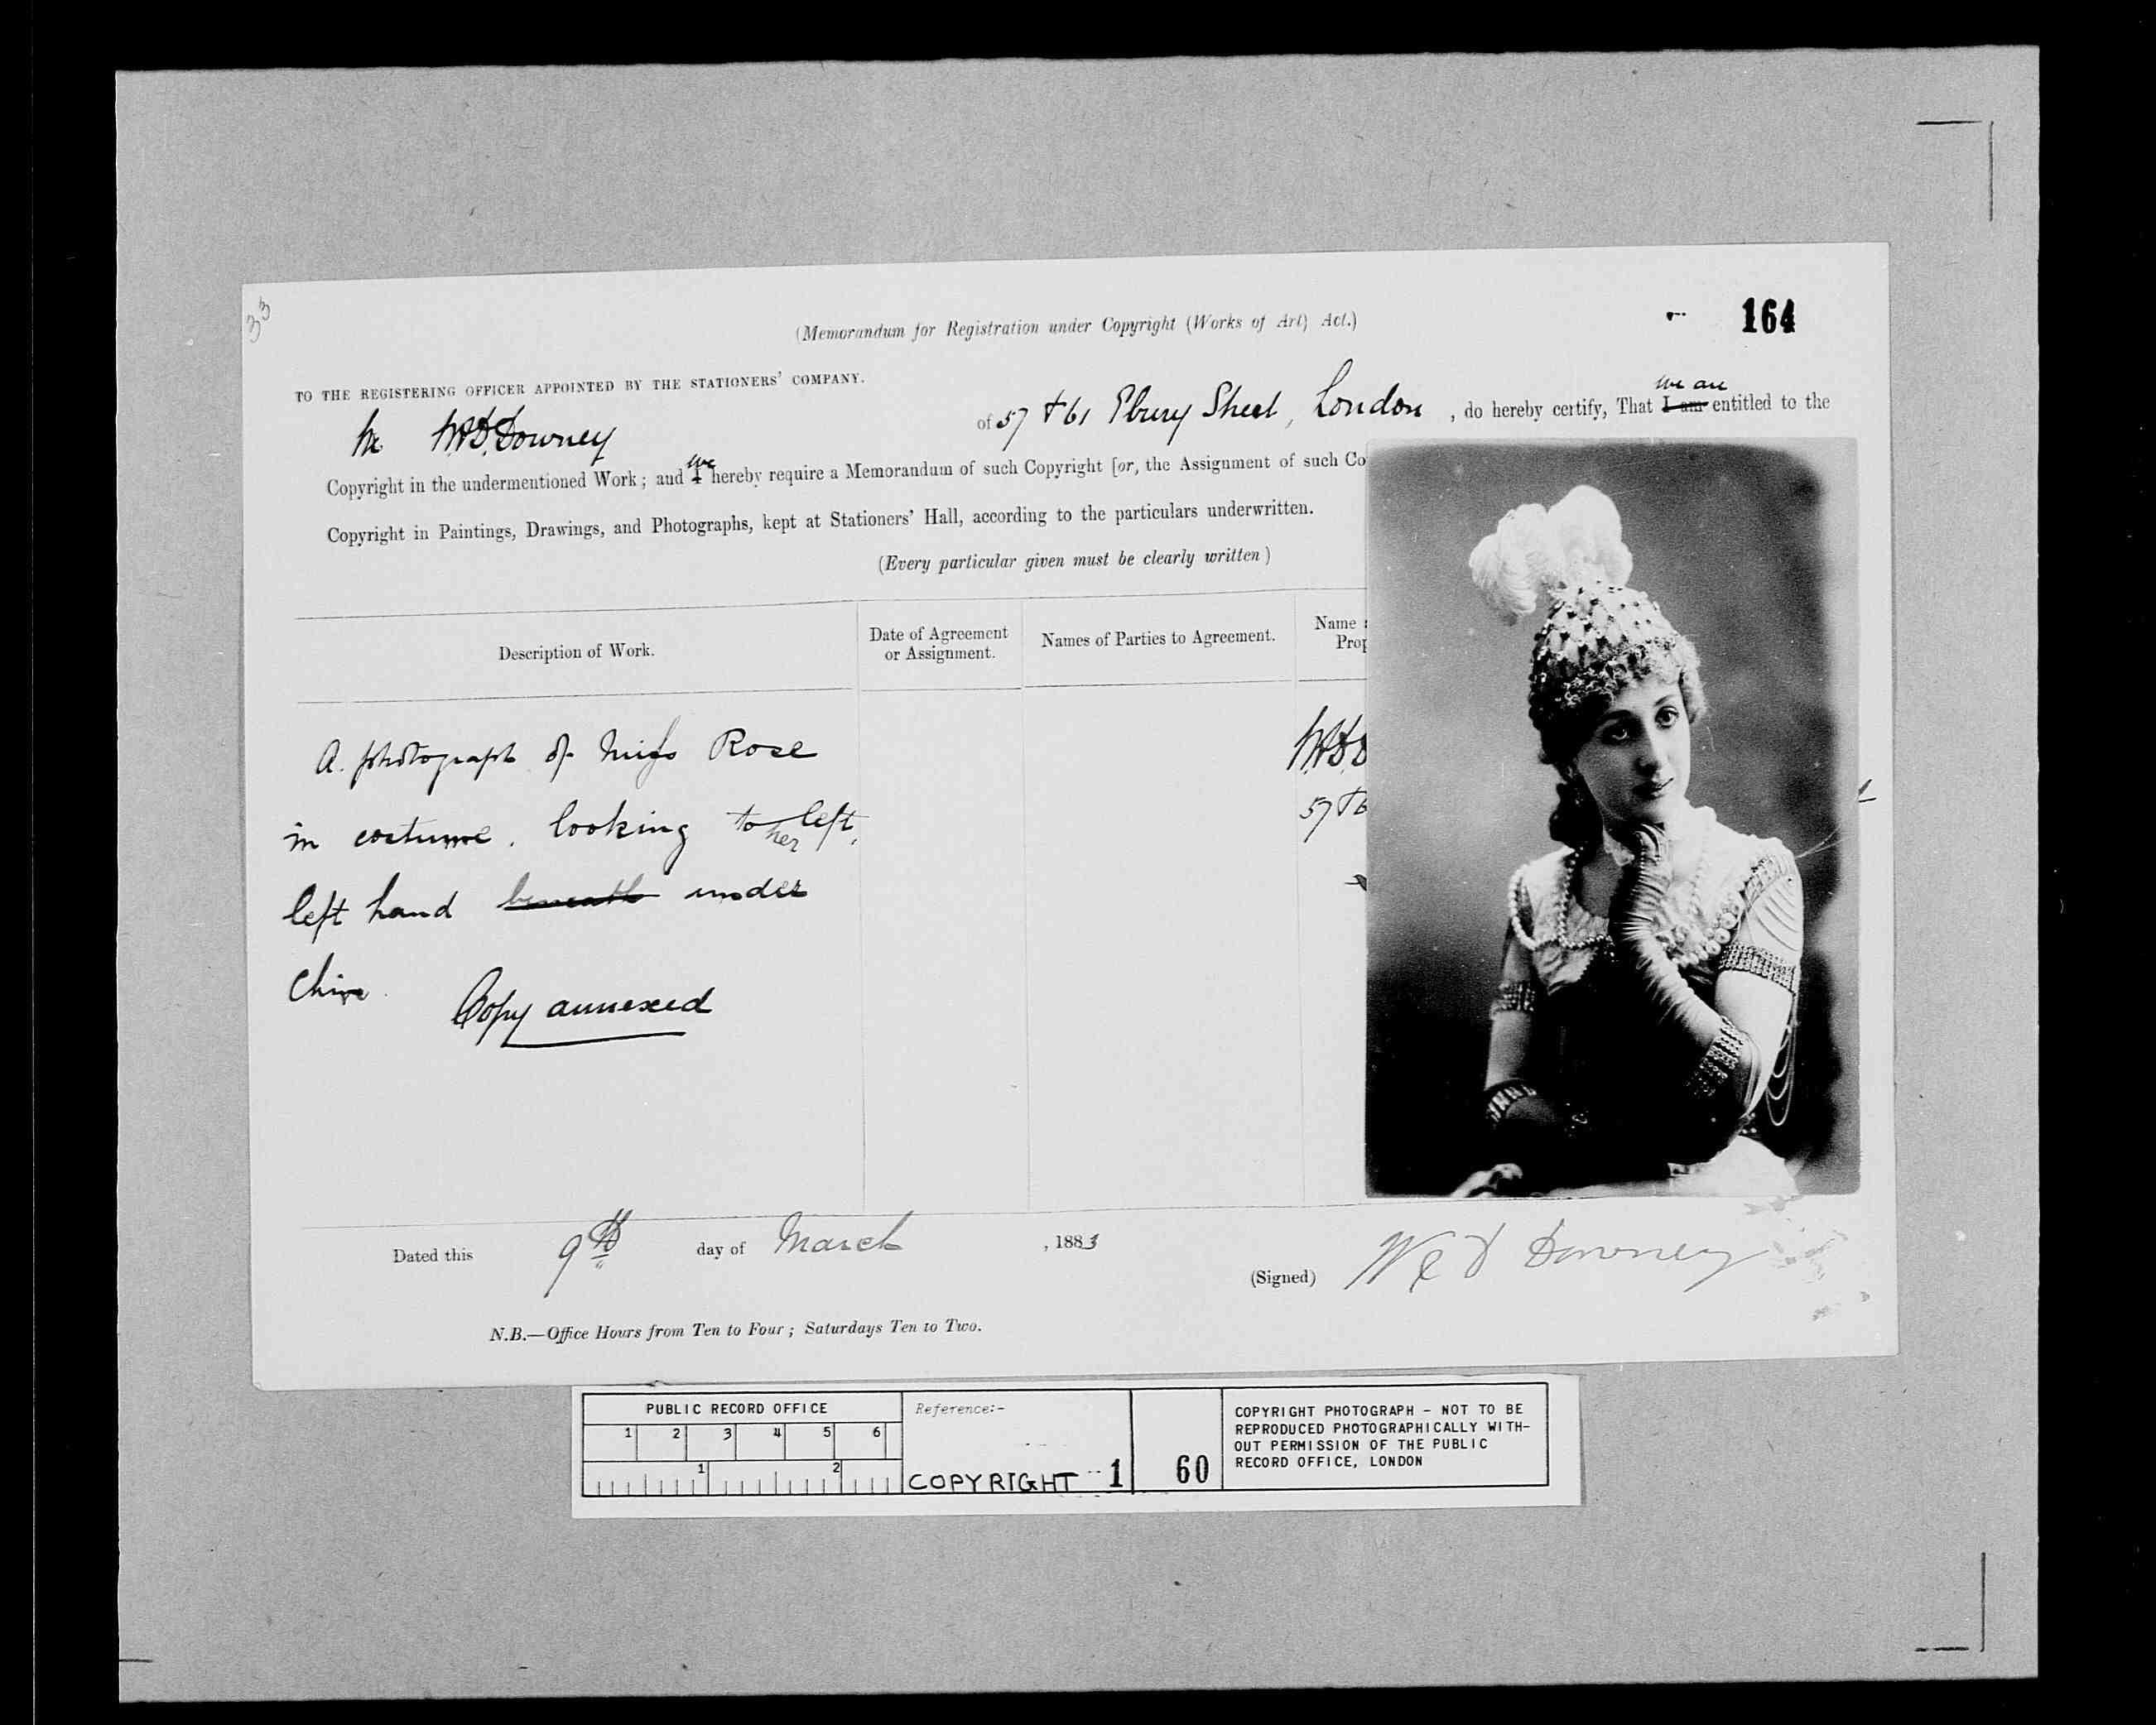 33
(Memorandum for Registration under Copyright (Works of Art) Act.)
164
TO THE REGISTERING OFFICER APPOINTED BY THE STATIONERS' COMPANY.
We W&D Downey of 57 & 61 Ebury Street, London, do hereby certify, That I am we are entitled to the
Copyright in the undermentioned Work; and I we hereby require a Memorandum of such Copyright [or, the Assignment of such Co
Copyright in Paintings, Drawings, and Photographs, kept at Stationers' Hall, according to the particulars underwritten.
(Every particular given must be clearly written)
Description of Work.
Date of Agreement
or Assignment.
Names of Parties to Agreement.
Name
Prop
A. photograph of Miss Rose
in costume, looking to her left,
left hand beneath under
chin.
Copy annexed
W&D D
57 & 6
Dated this 9th day of March, 1883
(Signed) W & D Downey
N.B.—Office Hours from Ten to Four; Saturdays Ten to Two.
PUBLIC RECORD OFFICE
1 2 3 4 5 6
1 2
Reference:-
COPYRIGHT 1
60
COPYRIGHT PHOTOGRAPH - NOT TO BE
REPRODUCED PHOTOGRAPHICALLY WITH-
OUT PERMISSION OF THE PUBLIC
RECORD OFFICE, LONDON